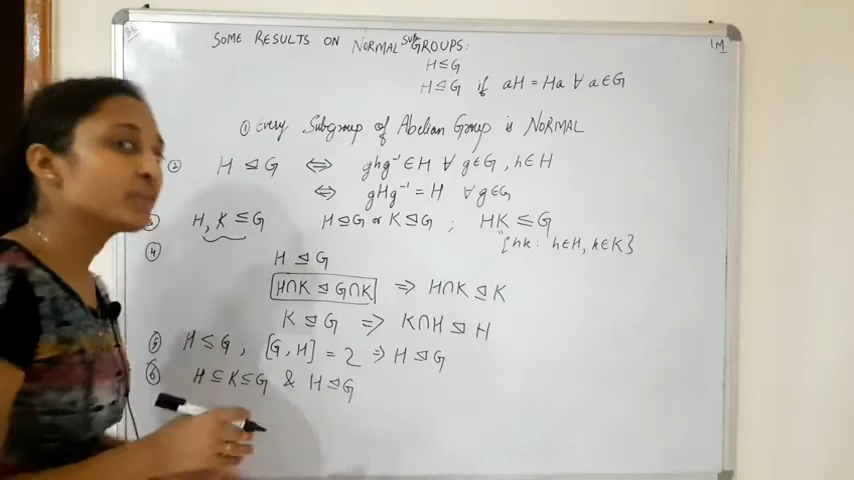 SOME RESULTS ON NORMAL SUBGROUPS:
1M
H≤G
H⊴G if aH = Ha ∀ a∈G
① Every Subgroup of Abelian Group is NORMAL
② H ⊴ G ⇔ ghg⁻¹∈H ∀ g∈G, h∈H
⇔ gHg⁻¹ = H ∀g∈G
③ H, K ≤ G H⊴G or K⊴G ; HK ≤ G
{hk : h∈H, k∈K}
④ H ⊴ G
H∩K ⊴ G∩K ⇒ H∩K ⊴ K
K ⊴ G ⇒ K∩H ⊴ H
⑤ H ≤ G ; [G, H] = 2 ⇒ H ⊴ G
⑥ H ≤ K ≤ G & H ⊴ G